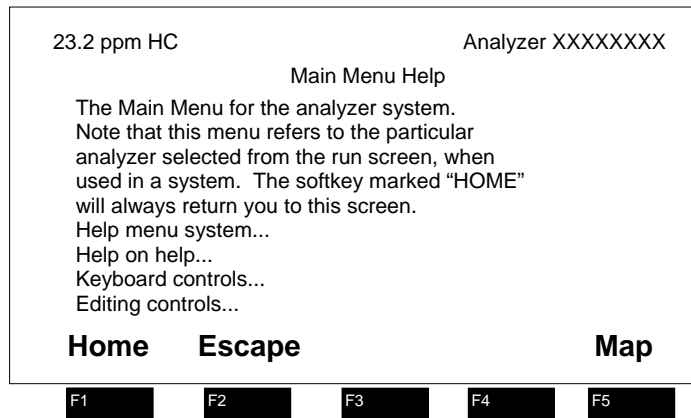 23.2 ppm HC Analyzer XXXXXXXX
Main Menu Help
The Main Menu for the analyzer system.
Note that this menu refers to the particular
analyzer selected from the run screen, when
used in a system. The softkey marked “HOME”
will always return you to this screen.
Help menu system...
Help on help...
Keyboard controls...
Editing controls...
Home Escape Map
F1 F2 F3 F4 F5